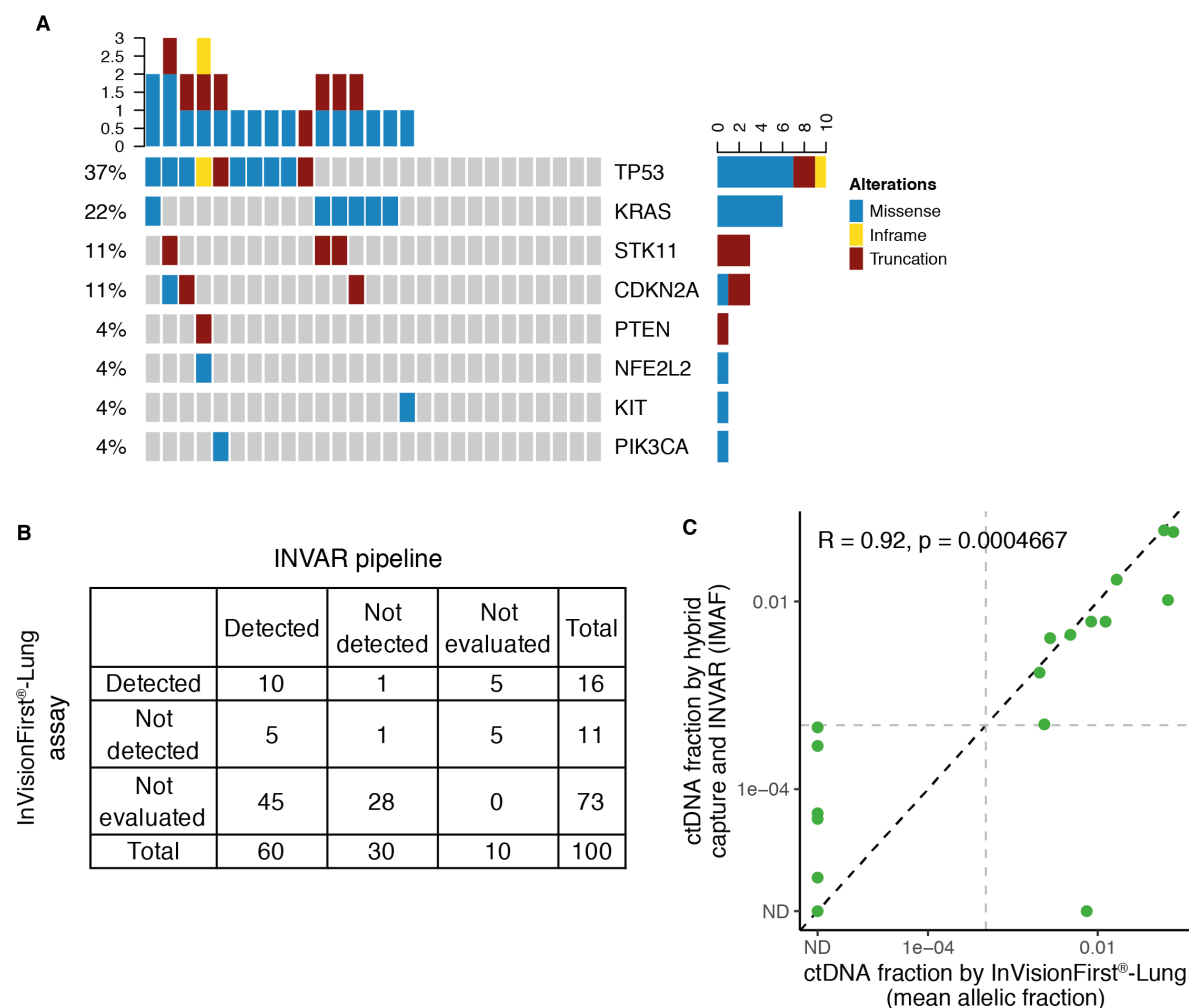 A
3
2.5
2
1.5
1
0.5
0
0 2 4 6 8 10
37% TP53
22% KRAS
11% STK11
11% CDKN2A
4% PTEN
4% NFE2L2
4% KIT
4% PIK3CA
Alterations
Missense
Inframe
Truncation
B
INVAR pipeline
InVisionFirst®-Lung
assay
Detected Not detected Not evaluated Total
Detected 10 1 5 16
Not detected 5 1 5 11
Not evaluated 45 28 0 73
Total 60 30 10 100
C
R = 0.92, p = 0.0004667
ctDNA fraction by hybrid
capture and INVAR (IMAF)
0.01
1e−04
ND
ND 1e−04 0.01
ctDNA fraction by InVisionFirst®-Lung
(mean allelic fraction)